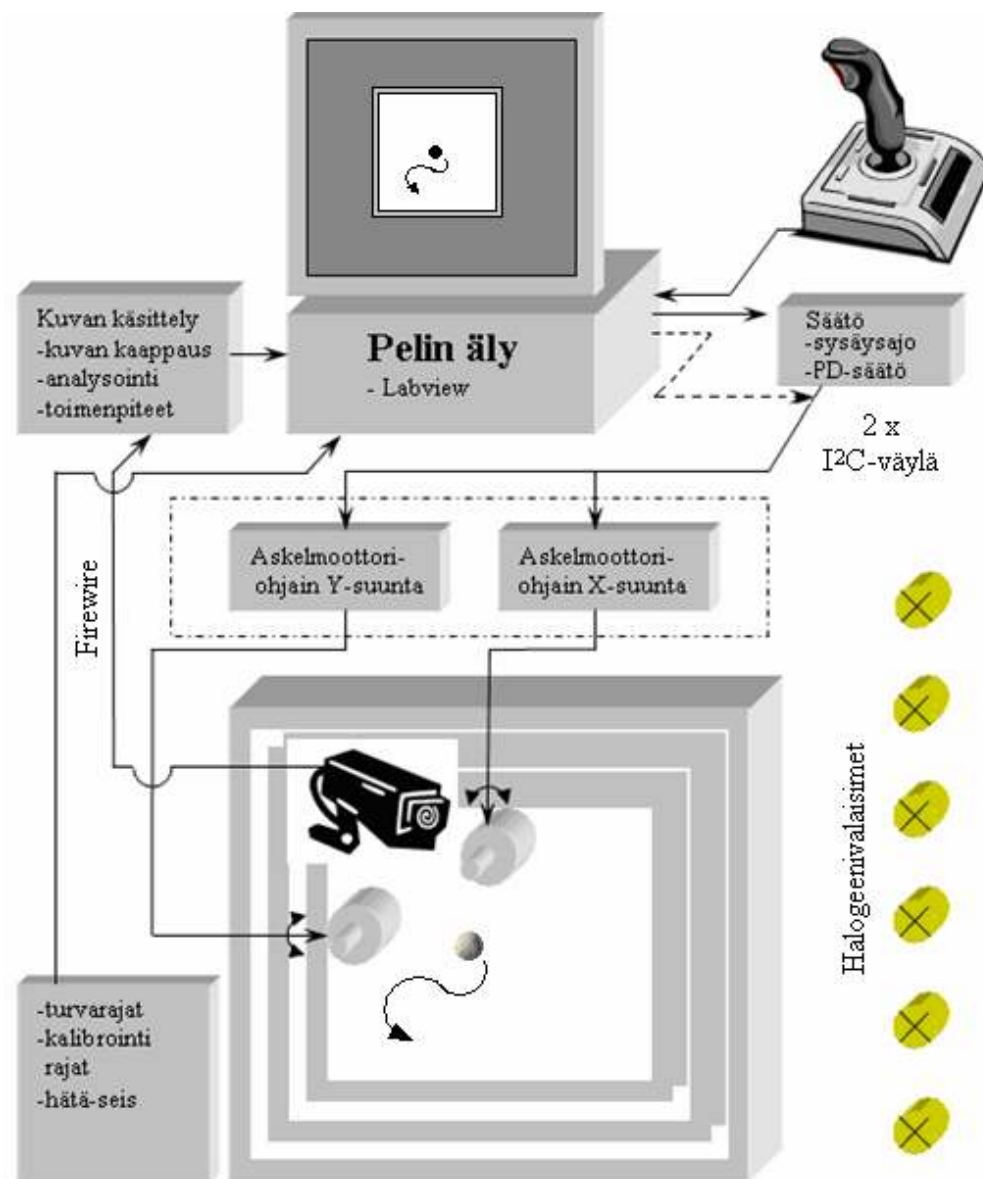 Kuvan käsittely
-kuvan kaappaus
-analysointi
-toimenpiteet
Pelin äly
- Labview
Säätö
-sysäysajo
-PD-säätö
2 x
I²C-väylä
Askelmoottori-
ohjain Y-suunta
Askelmoottori-
ohjain X-suunta
Firewire
Halogeenivalaisimet
-turvarajat
-kalibrointi
rajat
-hätä-seis